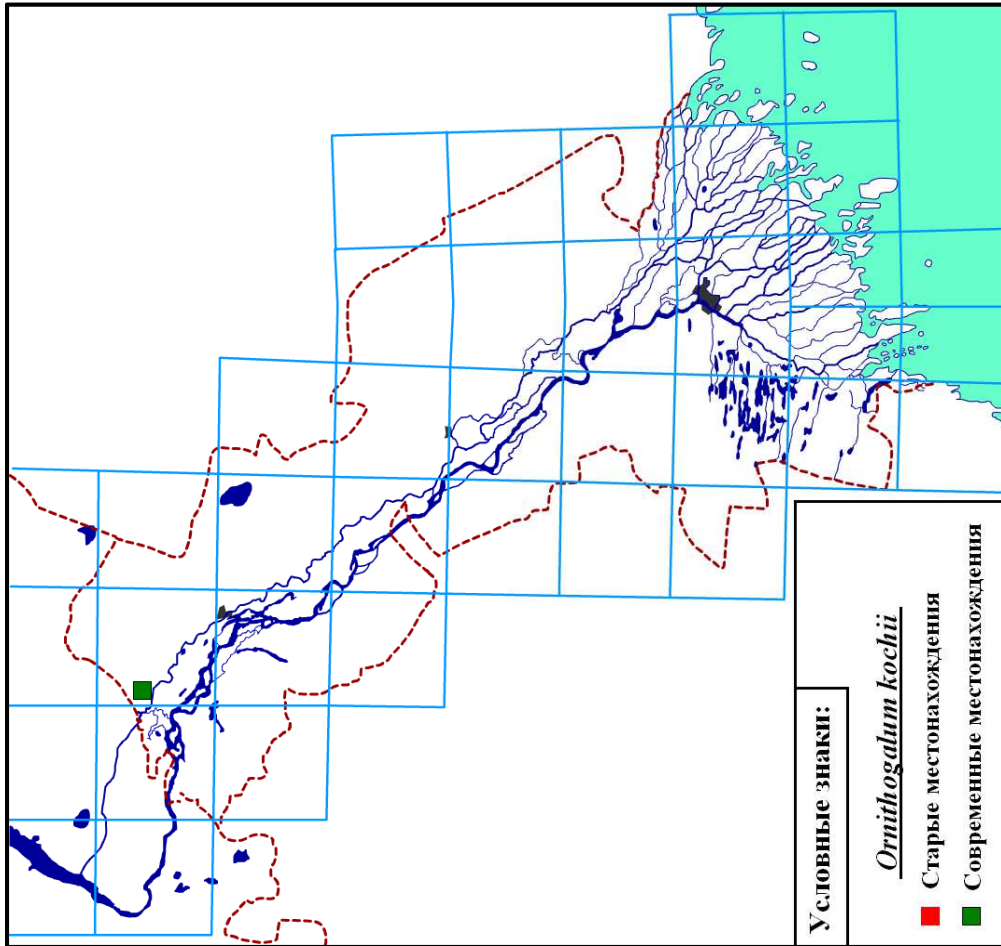 Условные знаки:
Ornithogalum kochii
Старые местонахождения
Современные местонахождения